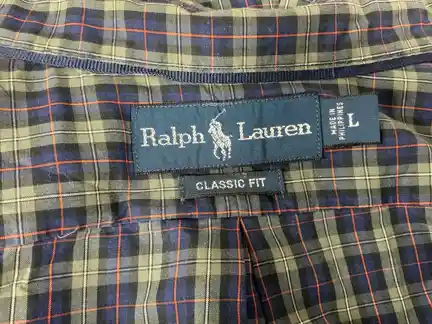 Ralph Lauren
MADE IN
PHILIPPINES
L
CLASSIC FIT